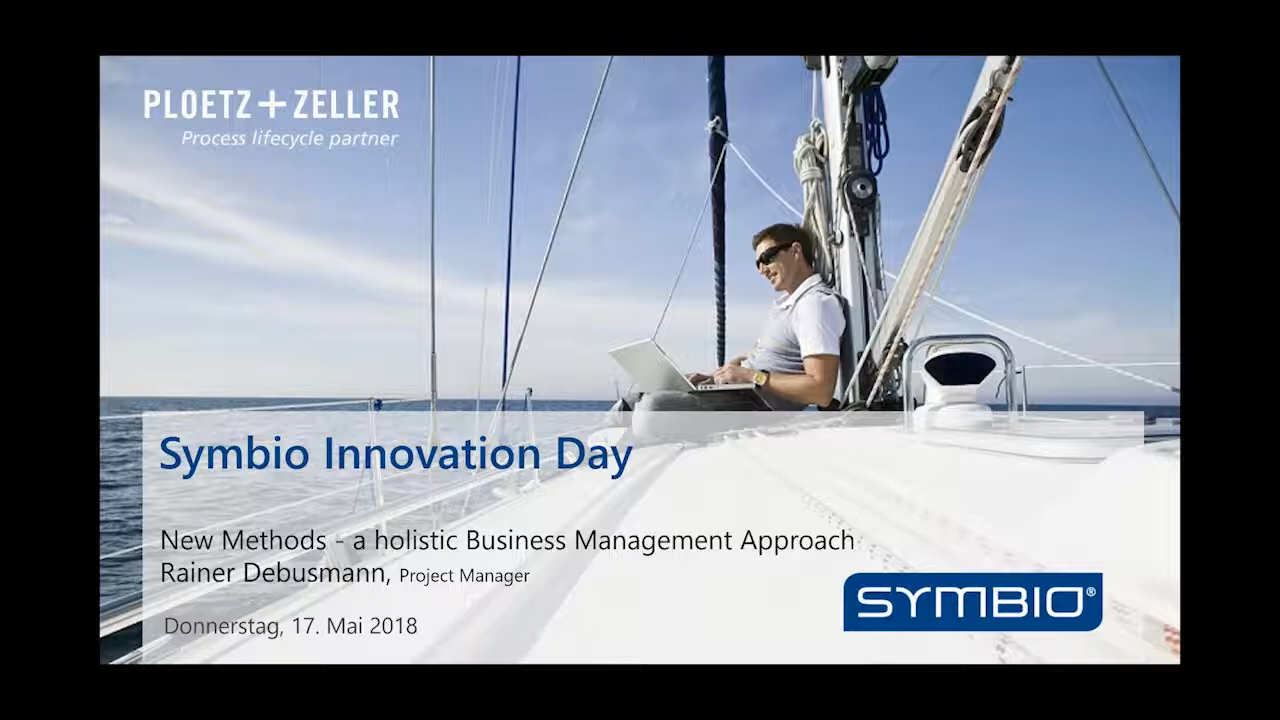 PLOETZ+ZELLER
Process lifecycle partner
Symbio Innovation Day
New Methods - a holistic Business Management Approach
Rainer Debusmann, Project Manager
Donnerstag, 17. Mai 2018
SYMBIO®